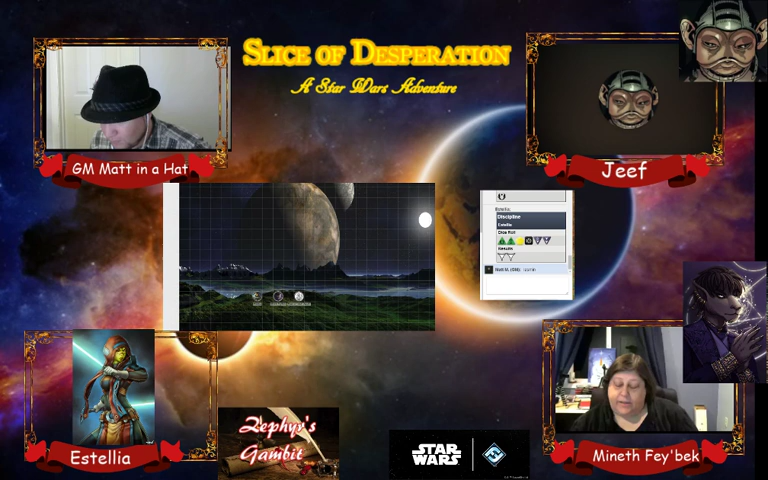 SLICE OF DESPERATION
A Star Wars Adventure
GM Matt in a Hat
Jeef
Discipline
Estellia
Dice Roll
Results
Estellia
Zephyr's
Gambit
STAR
WARS
Mineth Fey'bek